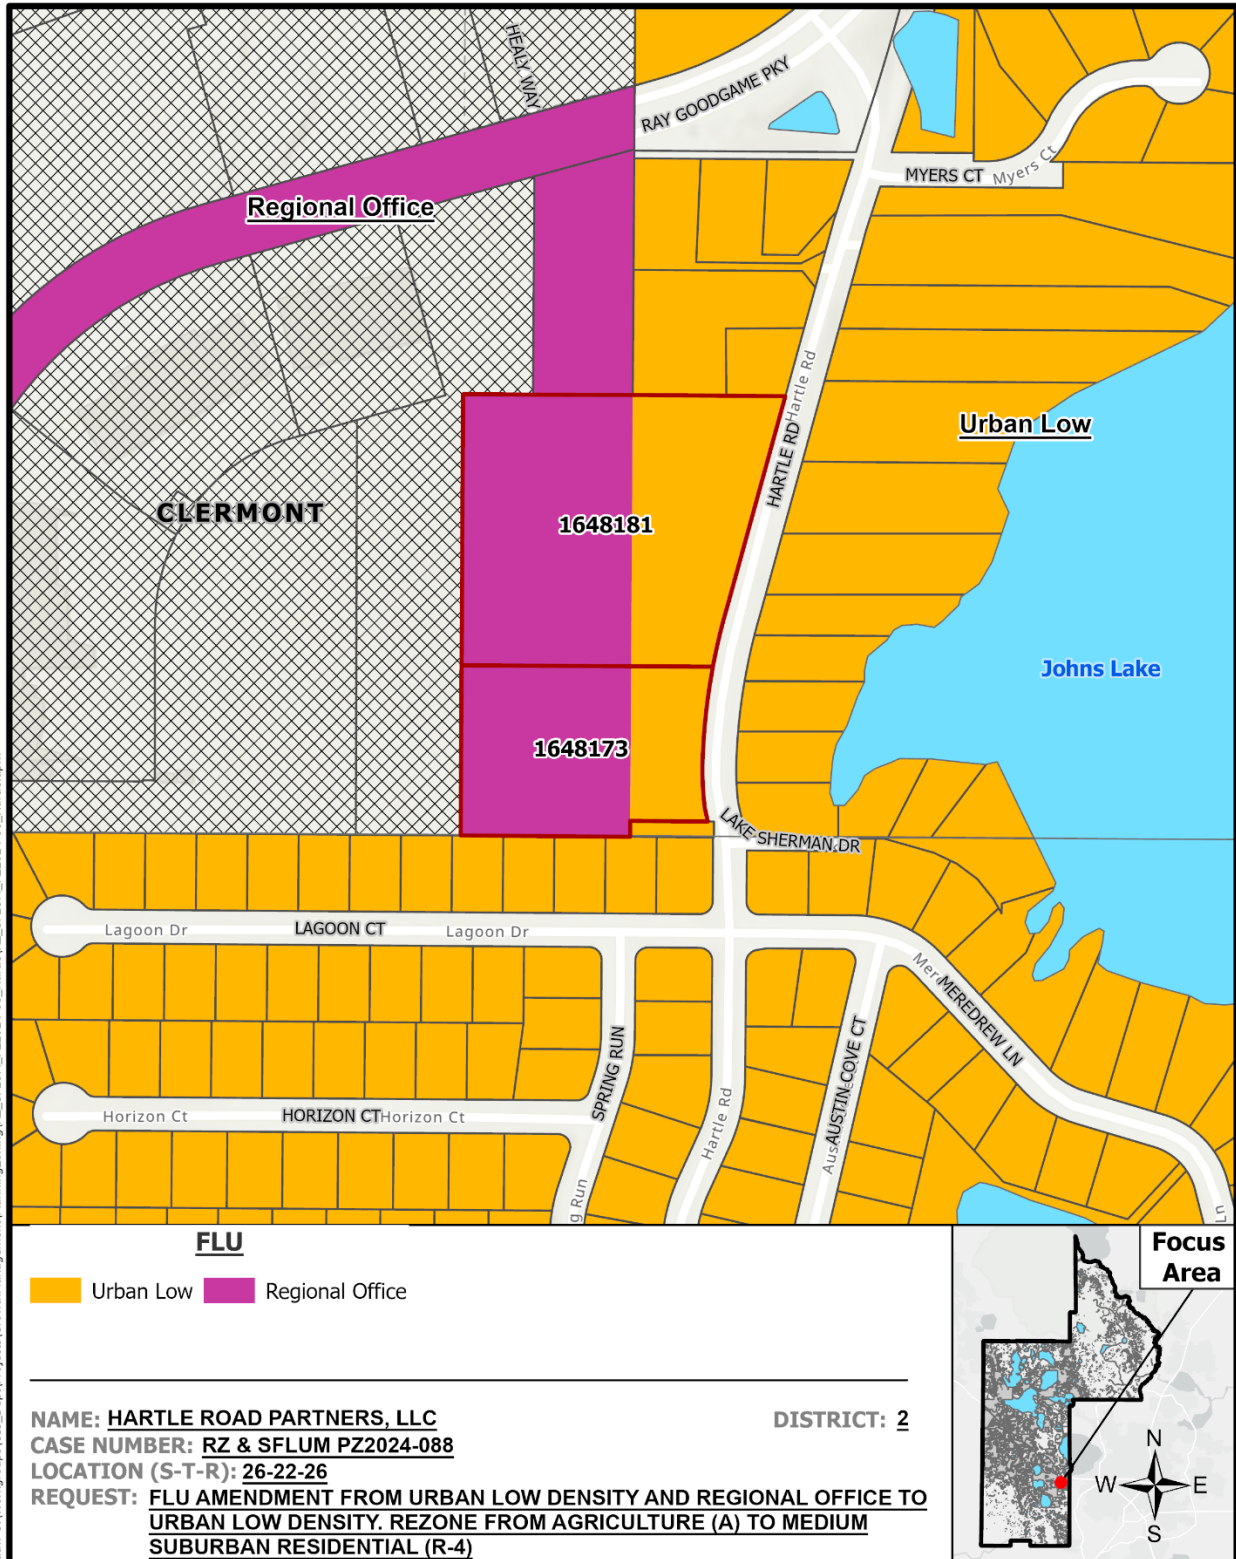 HEALY WAY
RAY GOODGAME PKY
MYERS CT
Myers Ct
Regional Office
HARTLE RD
Hartle Rd
Urban Low
CLERMONT
1648181
Johns Lake
1648173
LAKE SHERMAN DR
Lagoon Dr
LAGOON CT
Lagoon Dr
MEREDREW LN
SPRING RUN
AUSTIN COVE CT
Hartle Rd
Horizon Ct
HORIZON CT
Horizon Ct
g Run
Ln
FLU
Urban Low
Regional Office
Focus
Area
NAME: HARTLE ROAD PARTNERS, LLC
DISTRICT: 2
CASE NUMBER: RZ & SFLUM PZ2024-088
LOCATION (S-T-R): 26-22-26
REQUEST: FLU AMENDMENT FROM URBAN LOW DENSITY AND REGIONAL OFFICE TO
URBAN LOW DENSITY. REZONE FROM AGRICULTURE (A) TO MEDIUM
SUBURBAN RESIDENTIAL (R-4)
N
W
E
S